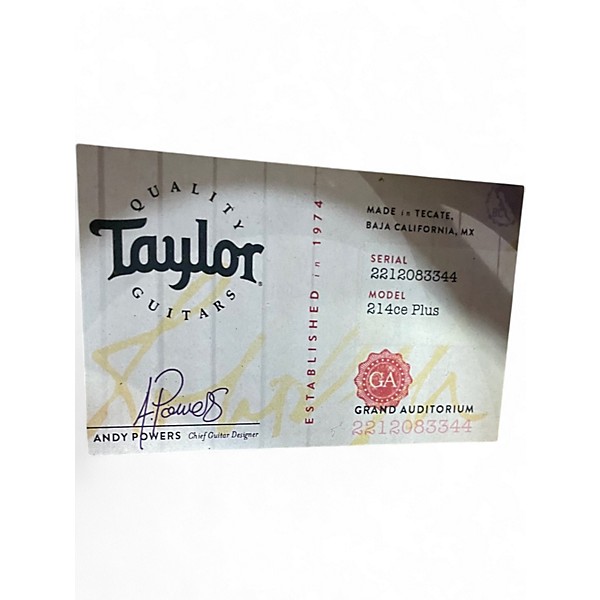 QUALITY
Taylor
GUITARS
ESTABLISHED in 1974
MADE in TECATE,
BAJA CALIFORNIA, MX
SERIAL
2212083344
MODEL
214ce Plus
GA
GRAND AUDITORIUM
2212083344
A.Powers
ANDY POWERS Chief Guitar Designer